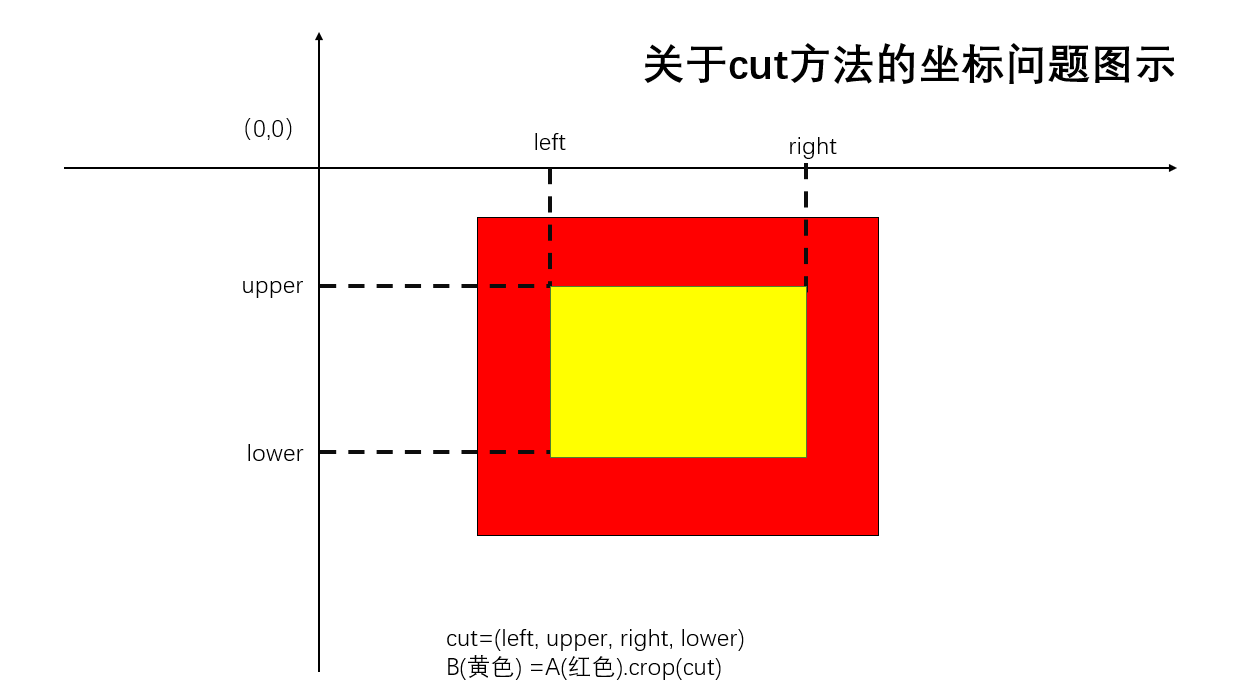 关于cut方法的坐标问题图示
（0,0）
left
right
upper
lower
cut=(left, upper, right, lower)
B(黄色) =A(红色).crop(cut)